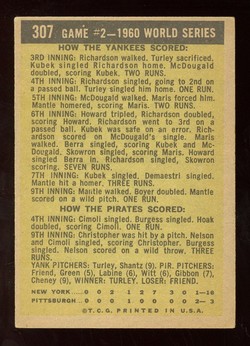 307 GAME #2—1960 WORLD SERIES
HOW THE YANKEES SCORED:
3RD INNING: Richardson walked. Turley sacrificed.
Kubek singled Richardson home. McDougald
doubled, scoring Kubek. TWO RUNS.
4TH INNING: Richardson singled, going to 2nd on
a passed ball. Turley singled him home. ONE RUN.
5TH INNING: McDougald walked. Maris forced him.
Mantle homered, scoring Maris. TWO RUNS.
6TH INNING: Howard tripled, Richardson doubled,
scoring Howard. Richardson went to 3rd on a
passed ball. Kubek was safe on an error. Rich-
ardson scored on McDougald's single. Maris
walked. Berra singled, scoring Kubek and Mc-
Dougald, Skowron singled, scoring Maris. Howard
singled Berra in, Richardson singled, Skowron
scoring. SEVEN RUNS.
7TH INNING: Kubek singled. Demaestri singled.
Mantle hit a homer. THREE RUNS.
9TH INNING: Mantle walked. Boyer doubled. Mantle
scored on a wild pitch. ONE RUN.
HOW THE PIRATES SCORED:
4TH INNING: Cimoli singled. Burgess singled. Hoak
doubled, scoring Cimoli. ONE RUN.
9TH INNING: Christopher was hit by a pitch. Nelson
and Cimoli singled, scoring Christopher. Burgess
singled. Nelson scored on a wild throw. TWO
RUNS.
YANK PITCHERS: Turley, Shantz (9). PIR. PITCHERS:
Friend, Green (5), Labine (6), Witt (6), Gibbon (7),
Cheney (9), WINNER: TURLEY. LOSER: FRIEND.
NEW YORK 0 0 2 1 2 7 3 0 1—16
PITTSBURGH 0 0 0 1 0 0 0 0 2— 3
©T.C.G. PRINTED IN U.S.A.